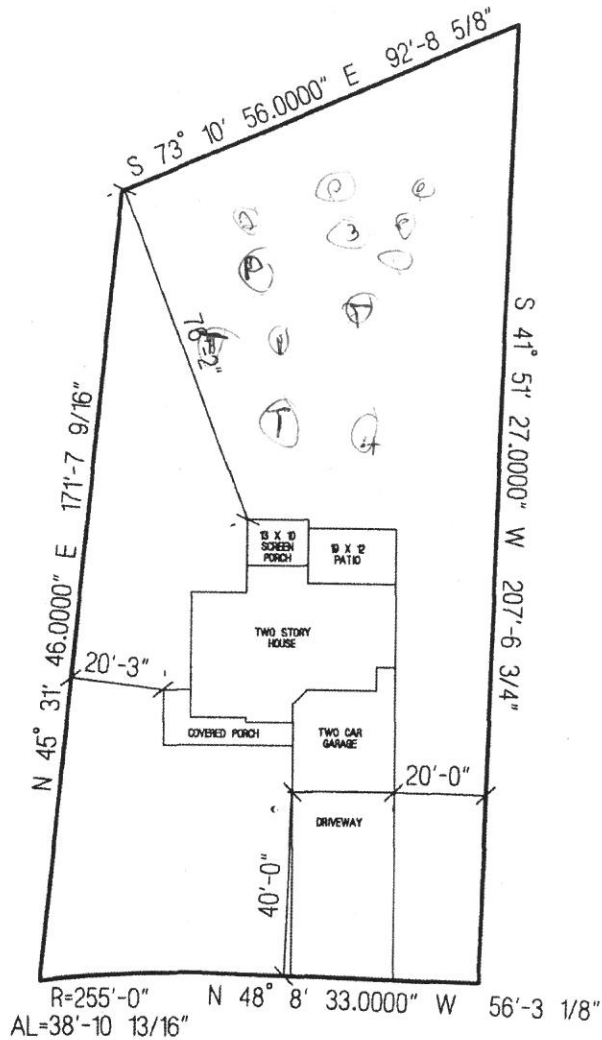 S 73° 10' 56.0000" E 92'-8 5/8"
3
T
T
78'-2"
T
S 41° 51' 27.0000" W 207'-6 3/4"
N 45° 31' 46.0000" E 171'-7 9/16"
13 X 10
SCREEN
PORCH
19 X 12
PATIO
TWO STORY
HOUSE
20'-3"
COVERED PORCH
TWO CAR
GARAGE
20'-0"
DRIVEWAY
40'-0"
R=255'-0"
AL=38'-10 13/16"
N 48° 8' 33.0000" W 56'-3 1/8"